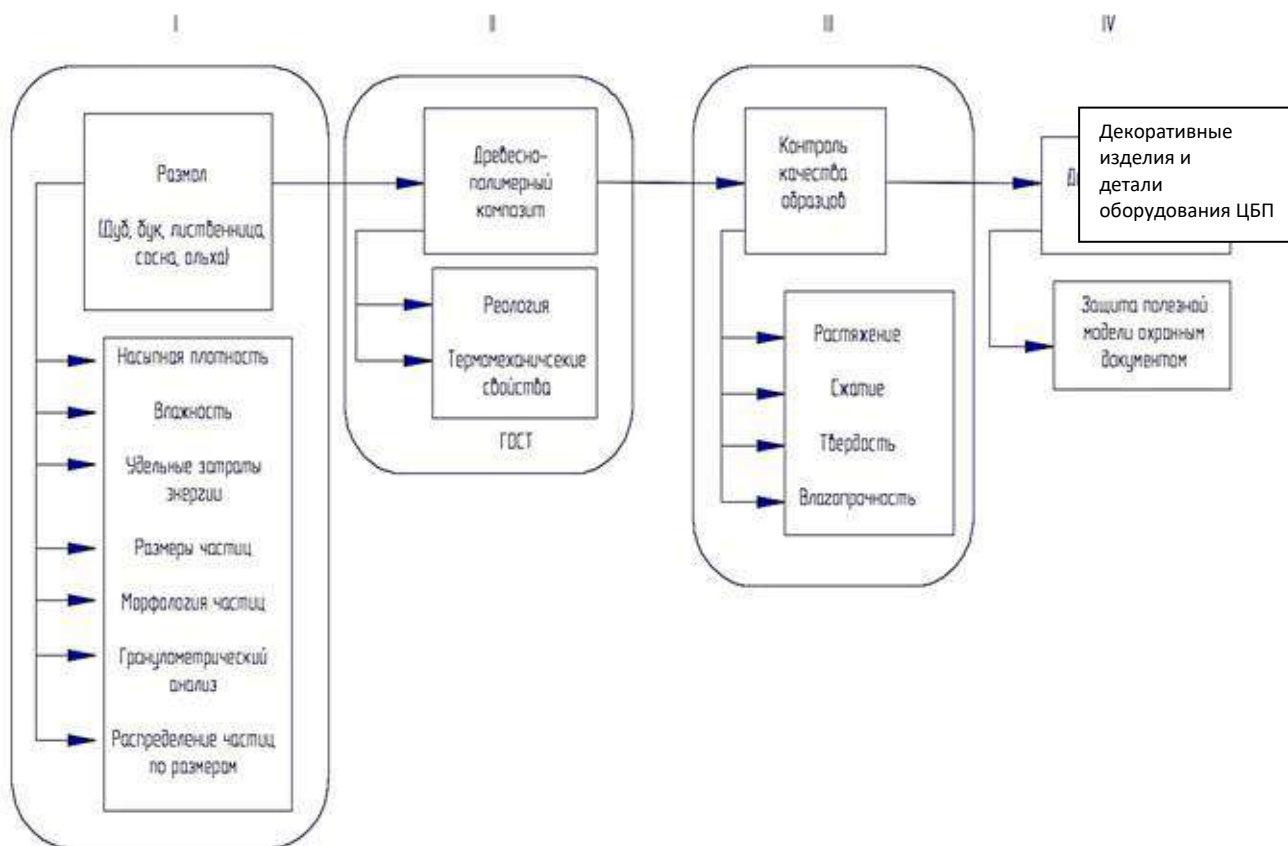 I
II
III
IV
Размол
(Дуб, бук, лиственница,
сосна, ольха)
Насыпная плотность
Влажность
Удельные затраты
энергии
Размеры частиц
Морфология частиц
Гранулометрический
анализ
Распределение частиц
по размерам
Древесно-
полимерный
композит
Реология
Термомеханичсекие
свойства
ГОСТ
Контроль
качества
образцов
Растяжение
Сжатие
Твердость
Влагопрочность
Декоративные
изделия и
детали
оборудования ЦБП
Защита полезной
модели охранным
документом